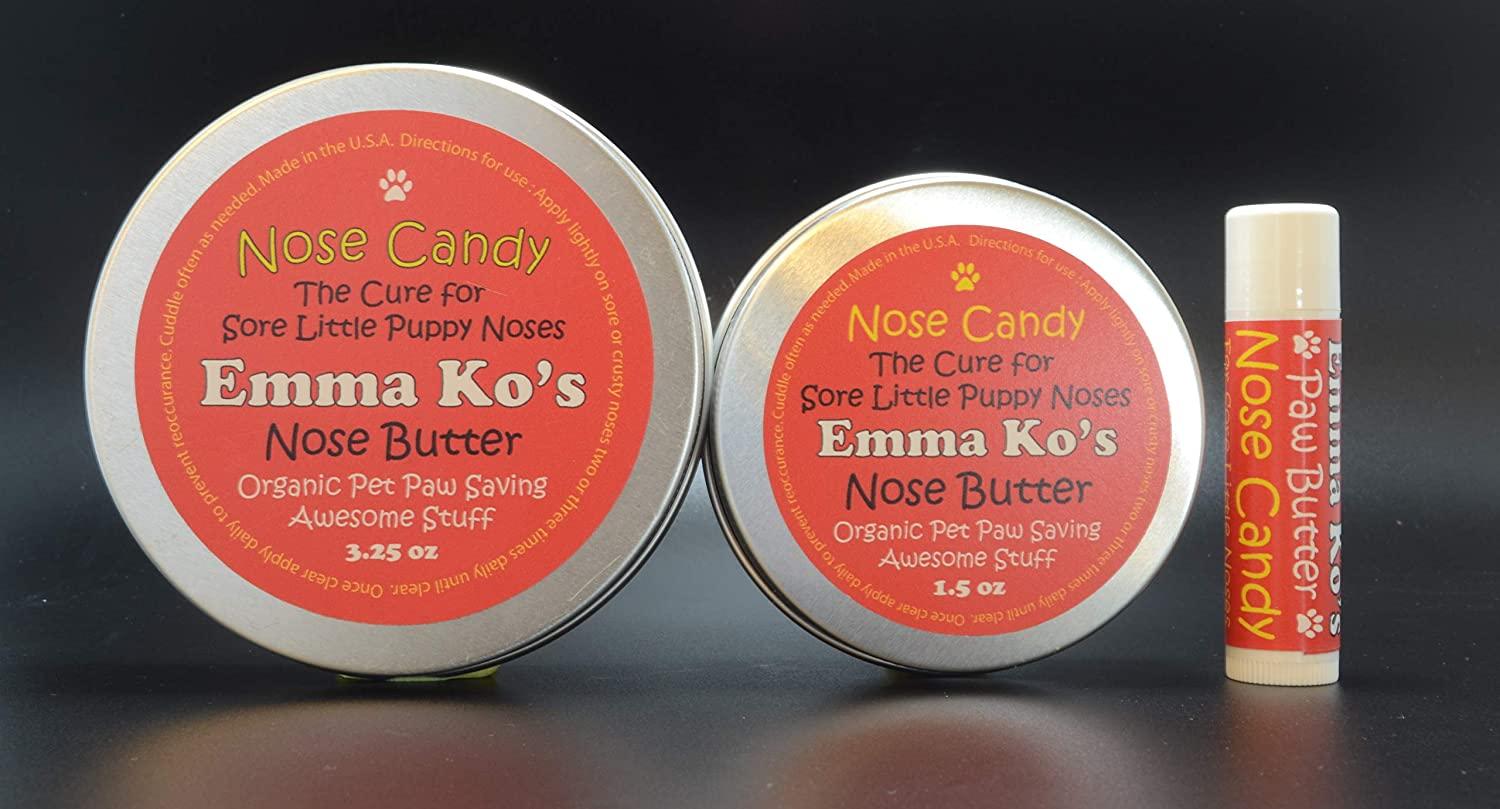 Directions for use : Apply lightly on sore or crusty noses two or three times daily until clear. Once clear apply daily to prevent reoccurance. Cuddle often as needed. Made in the U.S.A.
Nose Candy
The Cure for
Sore Little Puppy Noses
Emma Ko's
Nose Butter
Organic Pet Paw Saving
Awesome Stuff
3.25 oz
Directions for use : Apply lightly on sore or crusty noses two or three times daily until clear. Once clear apply daily to prevent reoccurance. Cuddle often as needed. Made in the U.S.A.
Nose Candy
The Cure for
Sore Little Puppy Noses
Emma Ko's
Nose Butter
Organic Pet Paw Saving
Awesome Stuff
1.5 oz
Emma Ko's
Paw Butter
Nose Candy